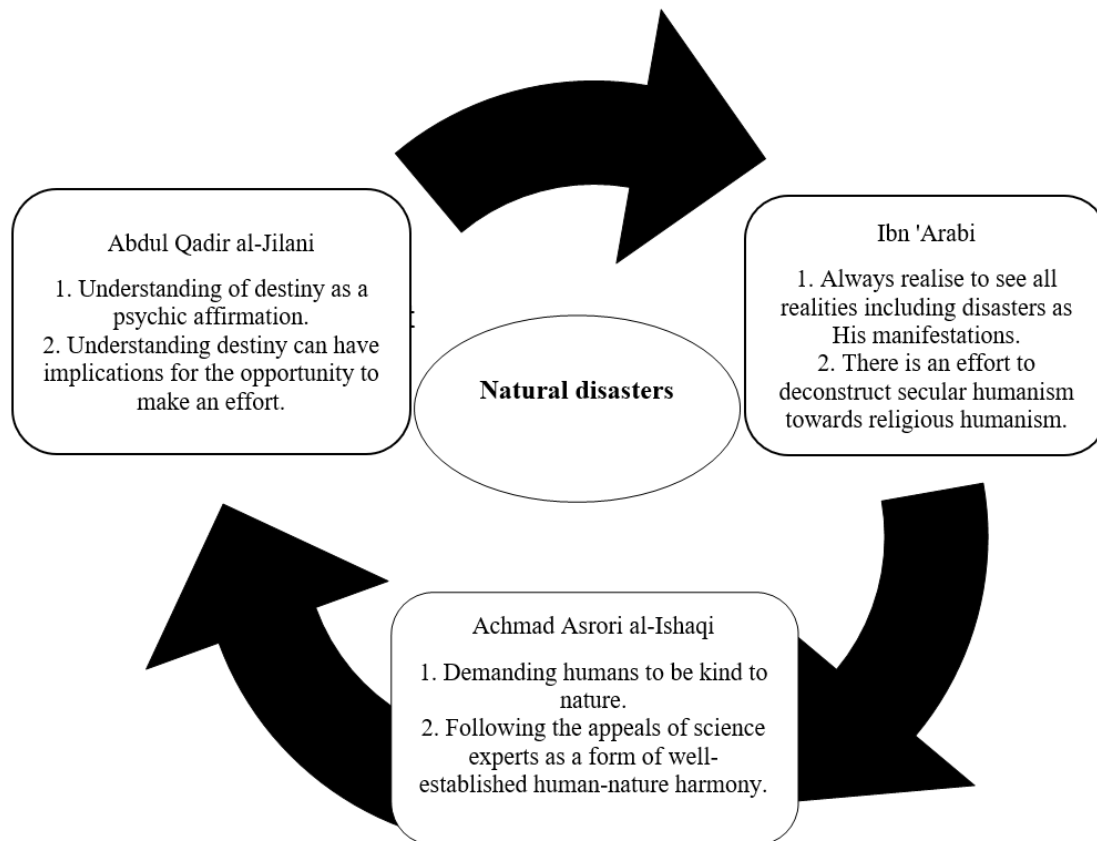 Abdul Qadir al-Jilani
1. Understanding of destiny as a
psychic affirmation.
2. Understanding destiny can have
implications for the opportunity to
make an effort.
Ibn 'Arabi
1. Always realise to see all
realities including disasters as
His manifestations.
2. There is an effort to
deconstruct secular humanism
towards religious humanism.
Natural disasters
Achmad Asrori al-Ishaqi
1. Demanding humans to be kind to
nature.
2. Following the appeals of science
experts as a form of well-
established human-nature harmony.